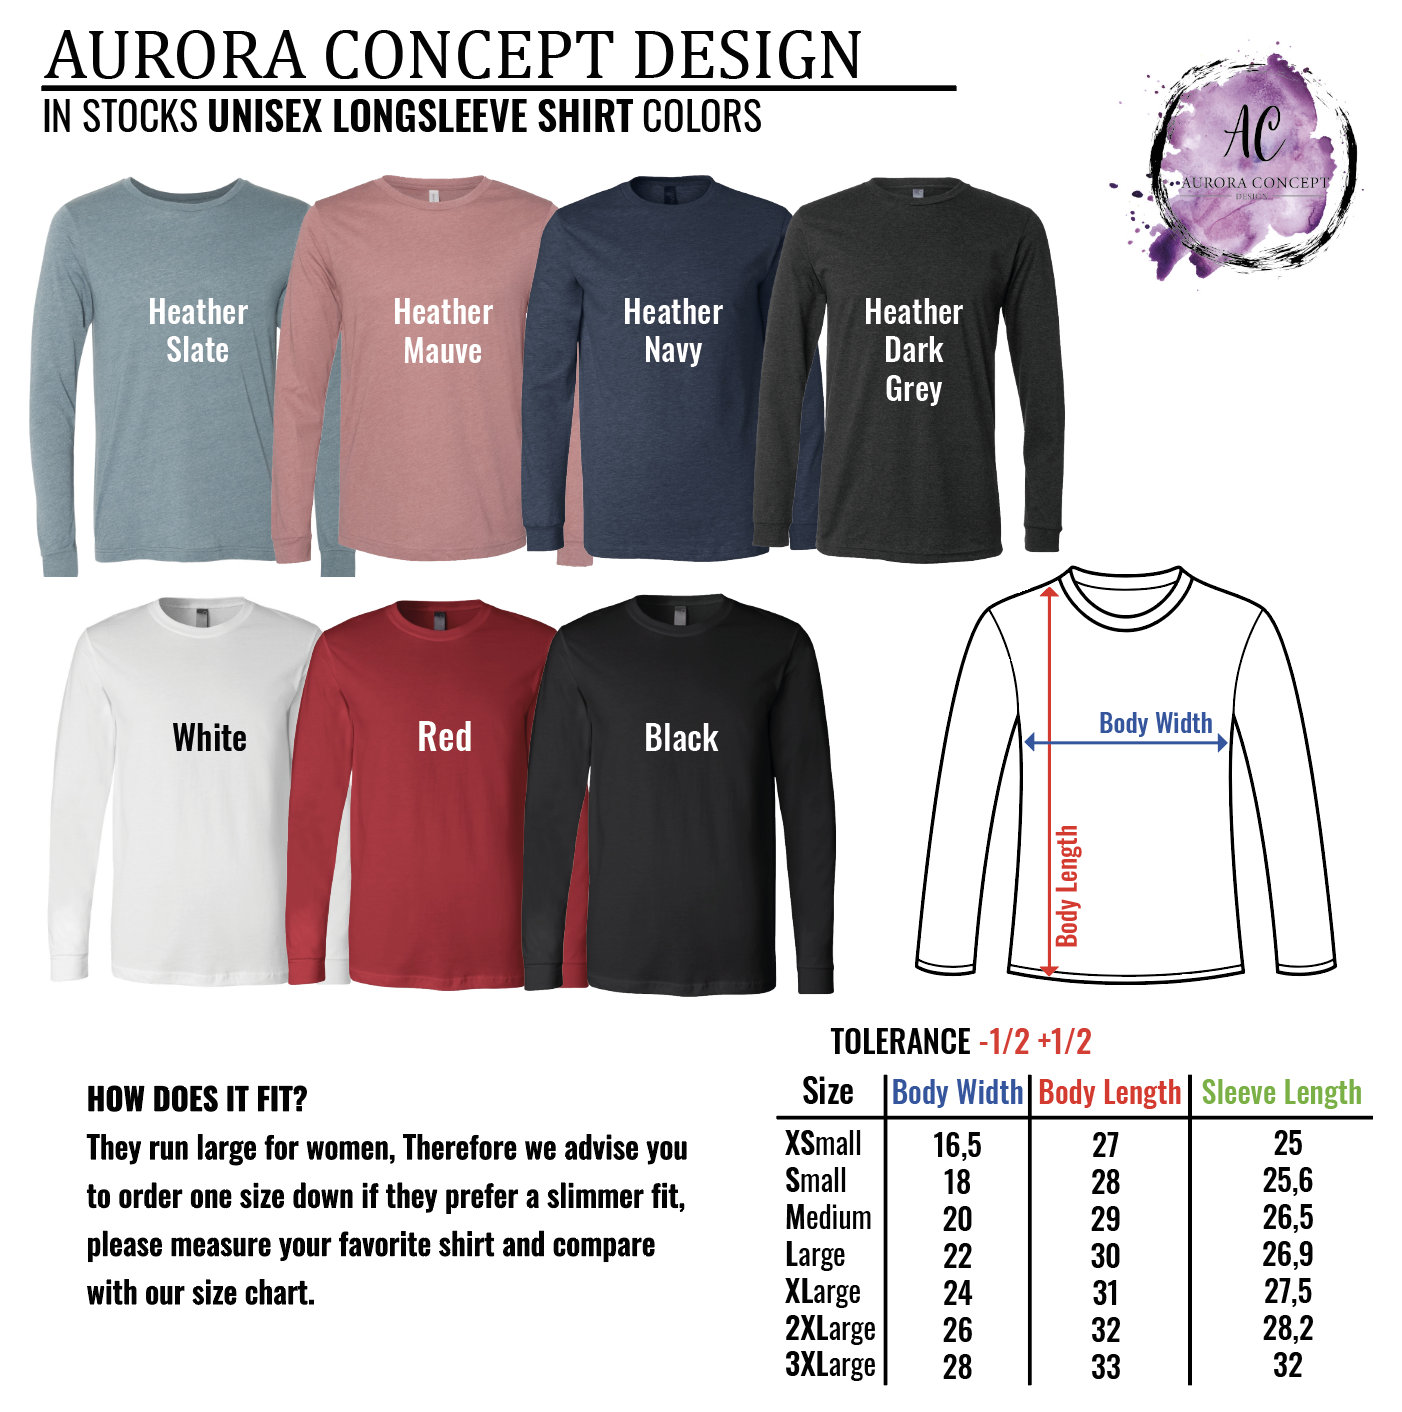 AURORA CONCEPT DESIGN
IN STOCKS UNISEX LONGSLEEVE SHIRT COLORS
AC
AURORA CONCEPT
DESIGN
Heather
Slate
Heather
Mauve
Heather
Navy
Heather
Dark
Grey
White
Red
Black
Body Width
Body Length
HOW DOES IT FIT?
They run large for women, Therefore we advise you
to order one size down if they prefer a slimmer fit,
please measure your favorite shirt and compare
with our size chart.
TOLERANCE -1/2 +1/2
Size Body Width Body Length Sleeve Length
XSmall 16,5 27 25
Small 18 28 25,6
Medium 20 29 26,5
Large 22 30 26,9
XLarge 24 31 27,5
2XLarge 26 32 28,2
3XLarge 28 33 32